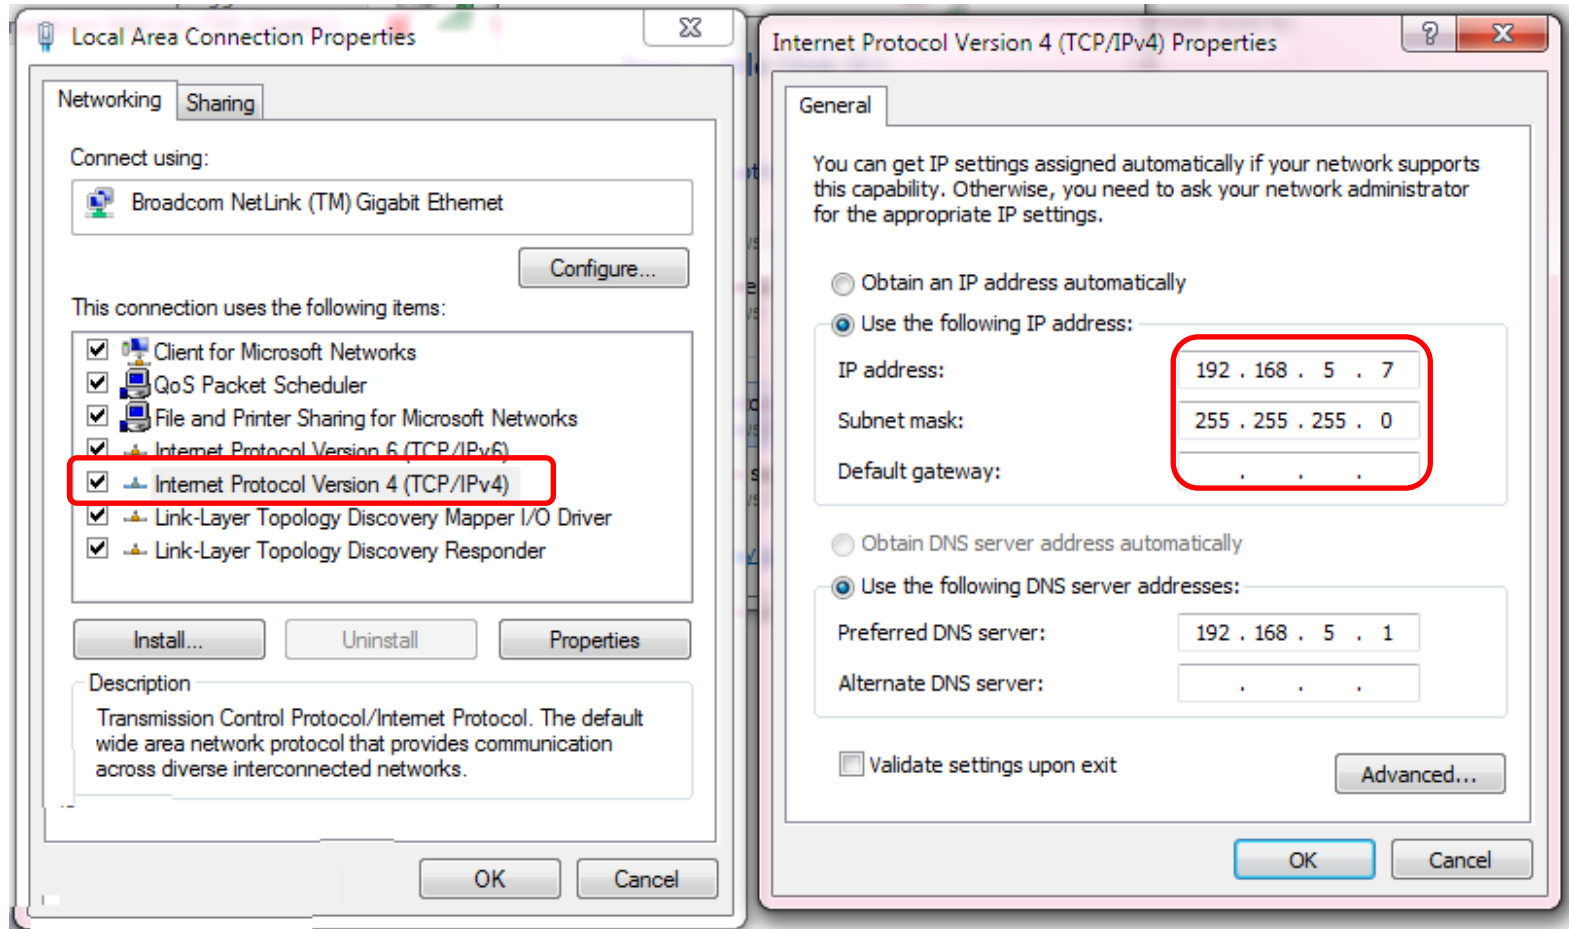 Local Area Connection Properties
Networking
Sharing
Connect using:
Broadcom NetLink (TM) Gigabit Ethernet
Configure...
This connection uses the following items:
Client for Microsoft Networks
QoS Packet Scheduler
File and Printer Sharing for Microsoft Networks
Internet Protocol Version 6 (TCP/IPv6)
Internet Protocol Version 4 (TCP/IPv4)
Link-Layer Topology Discovery Mapper I/O Driver
Link-Layer Topology Discovery Responder
Install...
Uninstall
Properties
Description
Transmission Control Protocol/Internet Protocol. The default
wide area network protocol that provides communication
across diverse interconnected networks.
OK
Cancel
Internet Protocol Version 4 (TCP/IPv4) Properties
General
You can get IP settings assigned automatically if your network supports
this capability. Otherwise, you need to ask your network administrator
for the appropriate IP settings.
Obtain an IP address automatically
Use the following IP address:
IP address: 192 . 168 . 5 . 7
Subnet mask: 255 . 255 . 255 . 0
Default gateway: . . .
Obtain DNS server address automatically
Use the following DNS server addresses:
Preferred DNS server: 192 . 168 . 5 . 1
Alternate DNS server: . . .
Validate settings upon exit
Advanced...
OK
Cancel